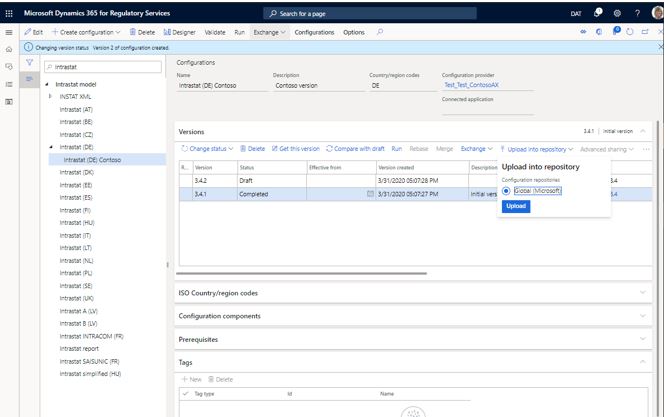 Microsoft Dynamics 365 for Regulatory Services
Search for a page
DAT
?
Edit
Create configuration
Delete
Designer
Validate
Run
Exchange
Configurations
Options
Changing version status Version 2 of configuration created.
Intrastat
Intrastat model
INSTAT XML
Intrastat (AT)
Intrastat (BE)
Intrastat (CZ)
Intrastat (DE)
Intrastat (DE) Contoso
Intrastat (DK)
Intrastat (EE)
Intrastat (ES)
Intrastat (FI)
Intrastat (HU)
Intrastat (IT)
Intrastat (LT)
Intrastat (NL)
Intrastat (PL)
Intrastat (SE)
Intrastat (UK)
Intrastat A (LV)
Intrastat B (LV)
Intrastat INTRACOM (FR)
Intrastat report
Intrastat SAISUNIC (FR)
Intrastat simplified (HU)
Configurations
Name Description Country/region codes Configuration provider
Intrastat (DE) Contoso Contoso version DE Test_Test_ContosoAX
Connected application
Versions 3.4.1 Initial version
Change status Delete Get this version Compare with draft Run Rebase Merge Exchange Upload into repository Advanced sharing ...
R... Version Status Effective from Version created Description
3.4.2 Draft 3/31/2020 05:07:28 PM 3.4
3.4.1 Completed 3/31/2020 05:07:27 PM Initial vers 3.4
Upload into repository
Configuration repositories
Global (Microsoft)
Upload
ISO Country/region codes
Configuration components
Prerequisites
Tags
New Delete
Tag type Id Name